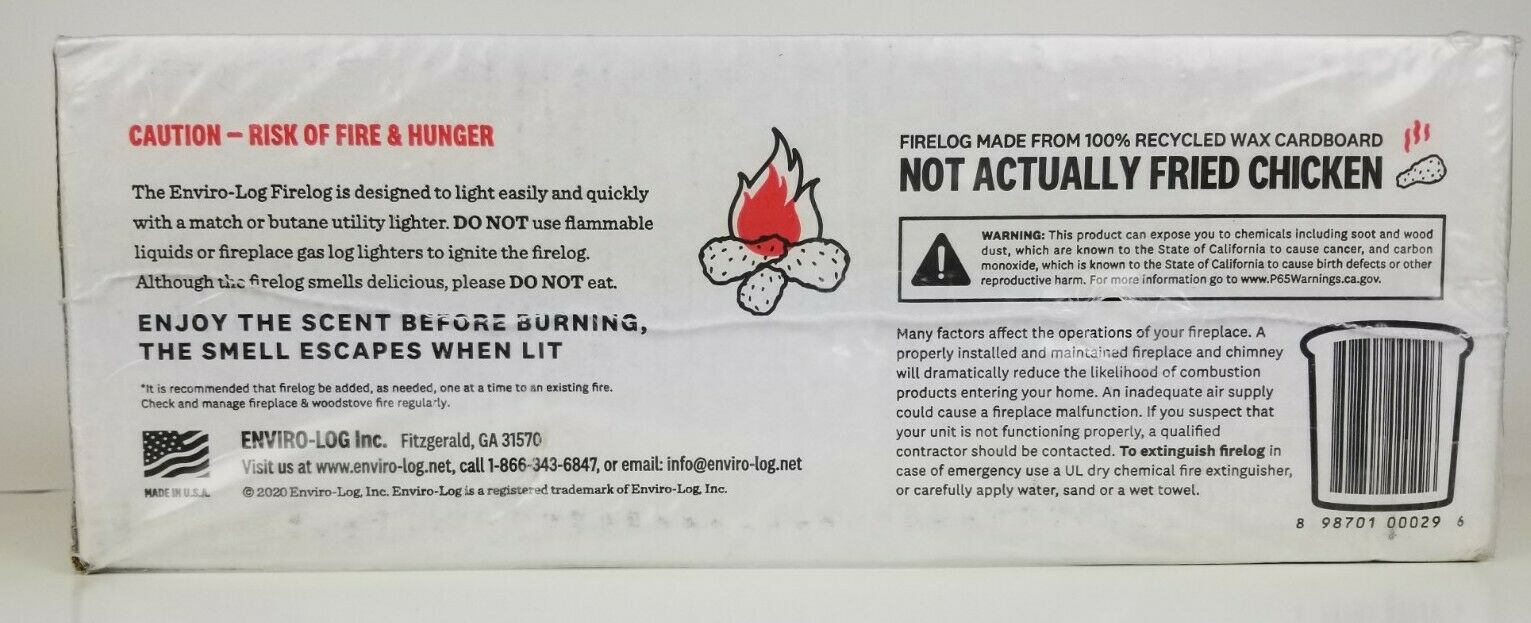 CAUTION – RISK OF FIRE & HUNGER
The Enviro-Log Firelog is designed to light easily and quickly
with a match or butane utility lighter. DO NOT use flammable
liquids or fireplace gas log lighters to ignite the firelog.
Although the firelog smells delicious, please DO NOT eat.
ENJOY THE SCENT BEFORE BURNING,
THE SMELL ESCAPES WHEN LIT
*It is recommended that firelog be added, as needed, one at a time to an existing fire.
Check and manage fireplace & woodstove fire regularly.
MADE IN U.S.A.
ENVIRO-LOG Inc. Fitzgerald, GA 31570
Visit us at www.enviro-log.net, call 1-866-343-6847, or email: info@enviro-log.net
© 2020 Enviro-Log, Inc. Enviro-Log is a registered trademark of Enviro-Log, Inc.
FIRELOG MADE FROM 100% RECYCLED WAX CARDBOARD
NOT ACTUALLY FRIED CHICKEN
WARNING: This product can expose you to chemicals including soot and wood
dust, which are known to the State of California to cause cancer, and carbon
monoxide, which is known to the State of California to cause birth defects or other
reproductive harm. For more information go to www.P65Warnings.ca.gov.
Many factors affect the operations of your fireplace. A
properly installed and maintained fireplace and chimney
will dramatically reduce the likelihood of combustion
products entering your home. An inadequate air supply
could cause a fireplace malfunction. If you suspect that
your unit is not functioning properly, a qualified
contractor should be contacted. To extinguish firelog in
case of emergency use a UL dry chemical fire extinguisher,
or carefully apply water, sand or a wet towel.
8 98701 00029 6